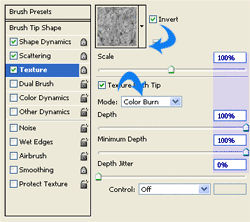 Brush Presets
Brush Tip Shape
Shape Dynamics
Scattering
Texture
Dual Brush
Color Dynamics
Other Dynamics
Noise
Wet Edges
Airbrush
Smoothing
Protect Texture
Invert
Scale
100%
Texture Tip
Mode: Color Burn
Depth
100%
Minimum Depth
100%
Depth Jitter
0%
Control: Off